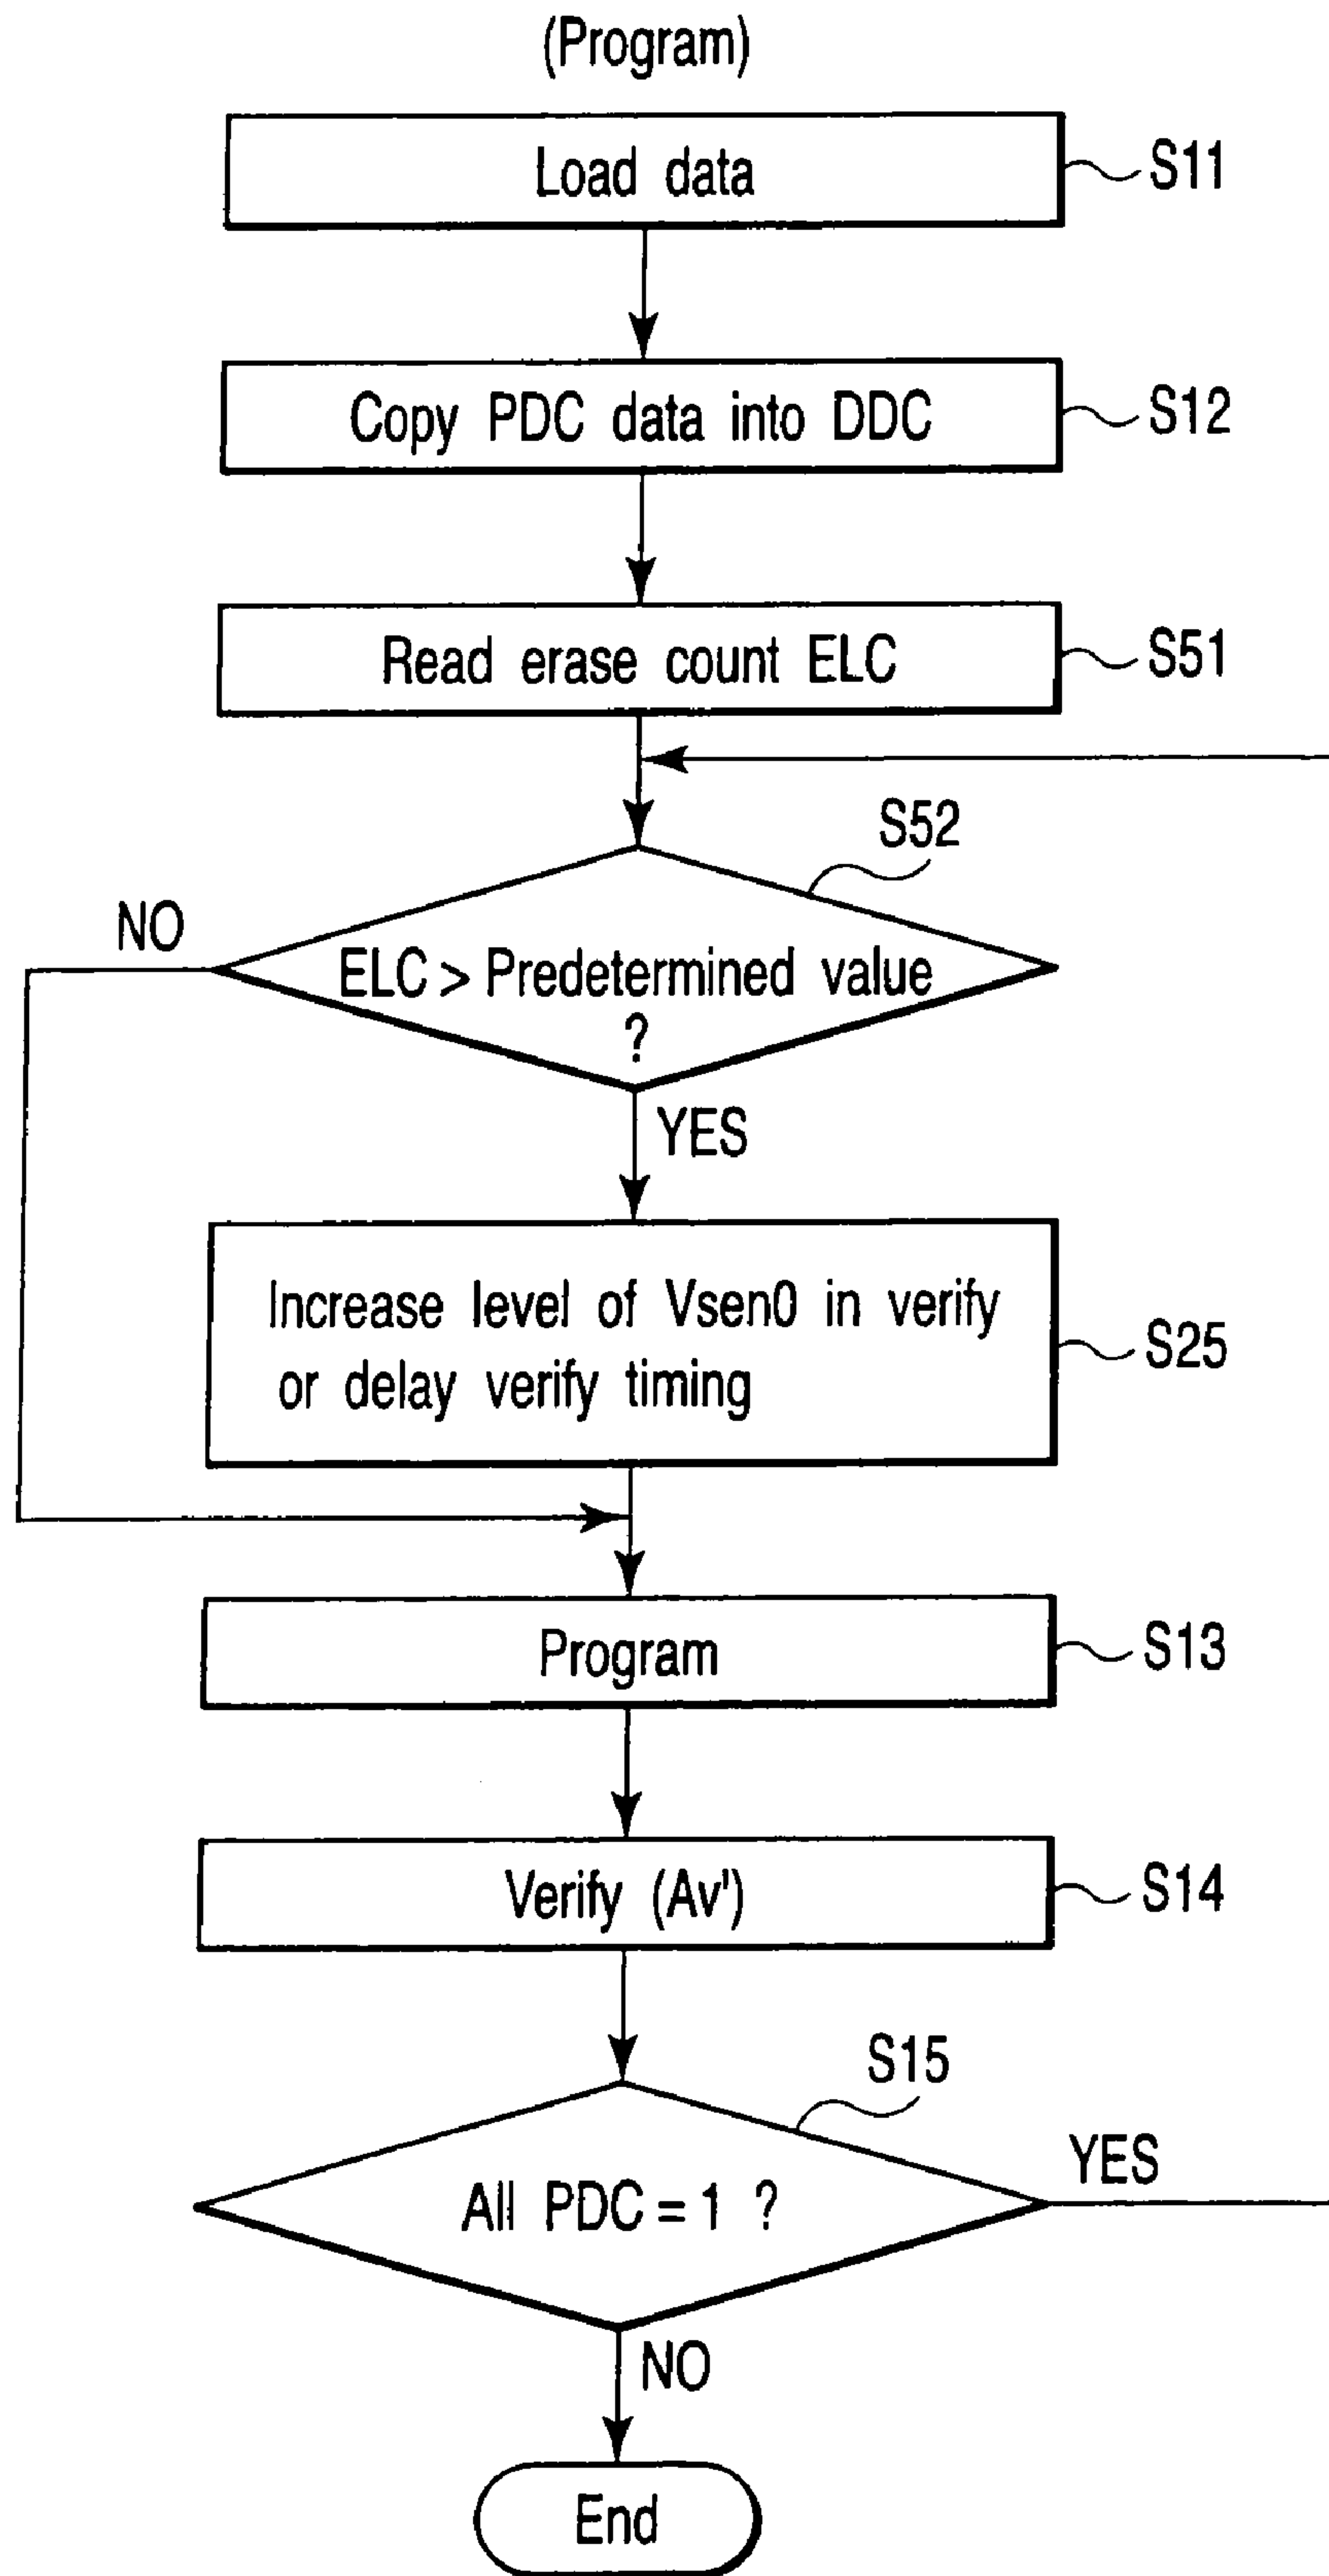 (Program)
Load data
S11
Copy PDC data into DDC
S12
Read erase count ELC
S51
S52
NO
ELC > Predetermined value
?
YES
Increase level of Vsen0 in verify
or delay verify timing
S25
Program
S13
Verify (Av')
S14
S15
All PDC = 1 ?
YES
NO
End